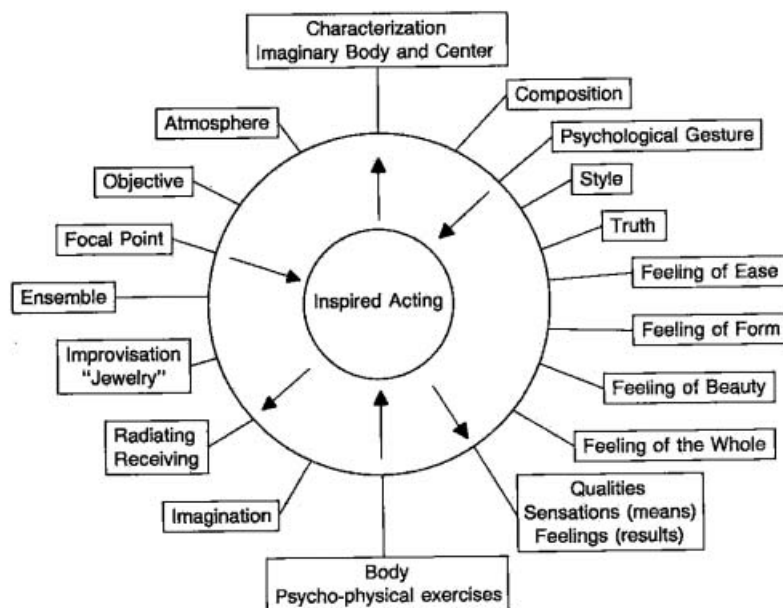 Characterization
Imaginary Body and Center
Composition
Atmosphere
Psychological Gesture
Objective
Style
Truth
Focal Point
Feeling of Ease
Ensemble
Inspired Acting
Feeling of Form
Improvisation
"Jewelry"
Feeling of Beauty
Radiating
Receiving
Feeling of the Whole
Imagination
Qualities
Sensations (means)
Feelings (results)
Body
Psycho-physical exercises